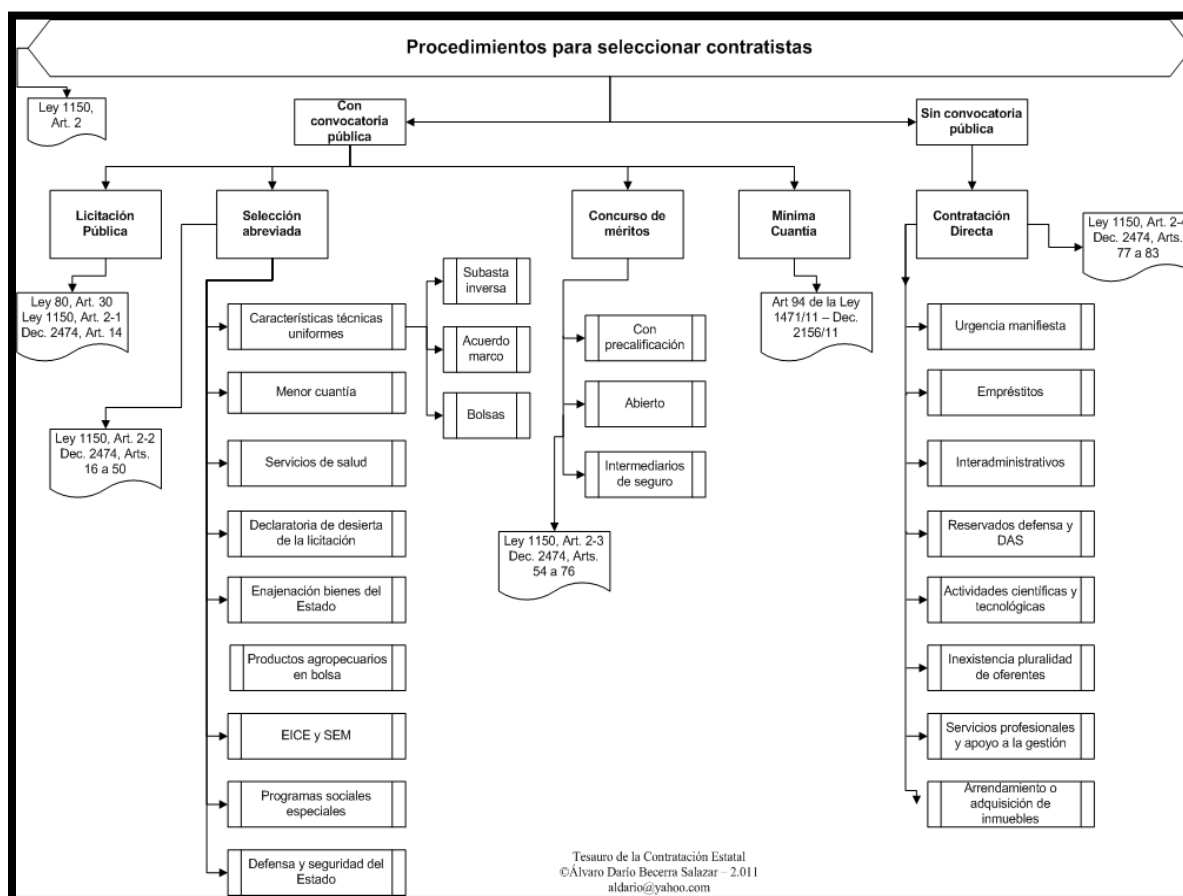 Procedimientos para seleccionar contratistas
Ley 1150,
Art. 2
Con
convocatoria
pública
Sin convocatoria
pública
Licitación
Pública
Selección
abreviada
Concurso de
méritos
Mínima
Cuantía
Contratación
Directa
Ley 1150, Art. 2-4
Dec. 2474, Arts.
77 a 83
Ley 80, Art. 30
Ley 1150, Art. 2-1
Dec. 2474, Art. 14
Ley 1150, Art. 2-2
Dec. 2474, Arts.
16 a 50
Características técnicas
uniformes
Menor cuantía
Servicios de salud
Declaratoria de desierta
de la licitación
Enajenación bienes del
Estado
Productos agropecuarios
en bolsa
EICE y SEM
Programas sociales
especiales
Defensa y seguridad del
Estado
Subasta
inversa
Acuerdo
marco
Bolsas
Con
precalificación
Abierto
Intermediarios
de seguro
Ley 1150, Art. 2-3
Dec. 2474, Arts.
54 a 76
Art 94 de la Ley
1471/11 – Dec.
2156/11
Urgencia manifiesta
Empréstitos
Interadministrativos
Reservados defensa y
DAS
Actividades científicas y
tecnológicas
Inexistencia pluralidad
de oferentes
Servicios profesionales
y apoyo a la gestión
Arrendamiento o
adquisición de
inmuebles
Tesauro de la Contratación Estatal
©Álvaro Darío Becerra Salazar – 2.011
aldario@yahoo.com